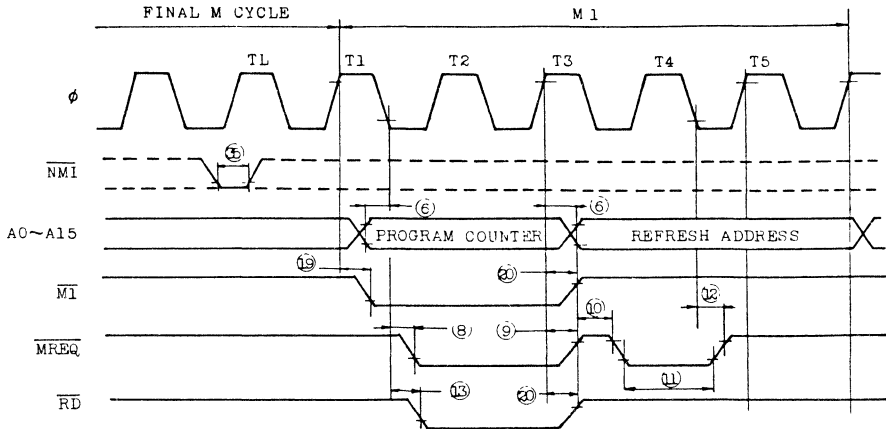 FINAL M CYCLE M1
TL T1 T2 T3 T4 T5
ϕ
NMI
㉟
⑥ ⑥
A0~A15 PROGRAM COUNTER REFRESH ADDRESS
⑲ ⑳
M1
⑩ ⑫
⑧ ⑨
MREQ
⑪
⑬ ⑳
RD